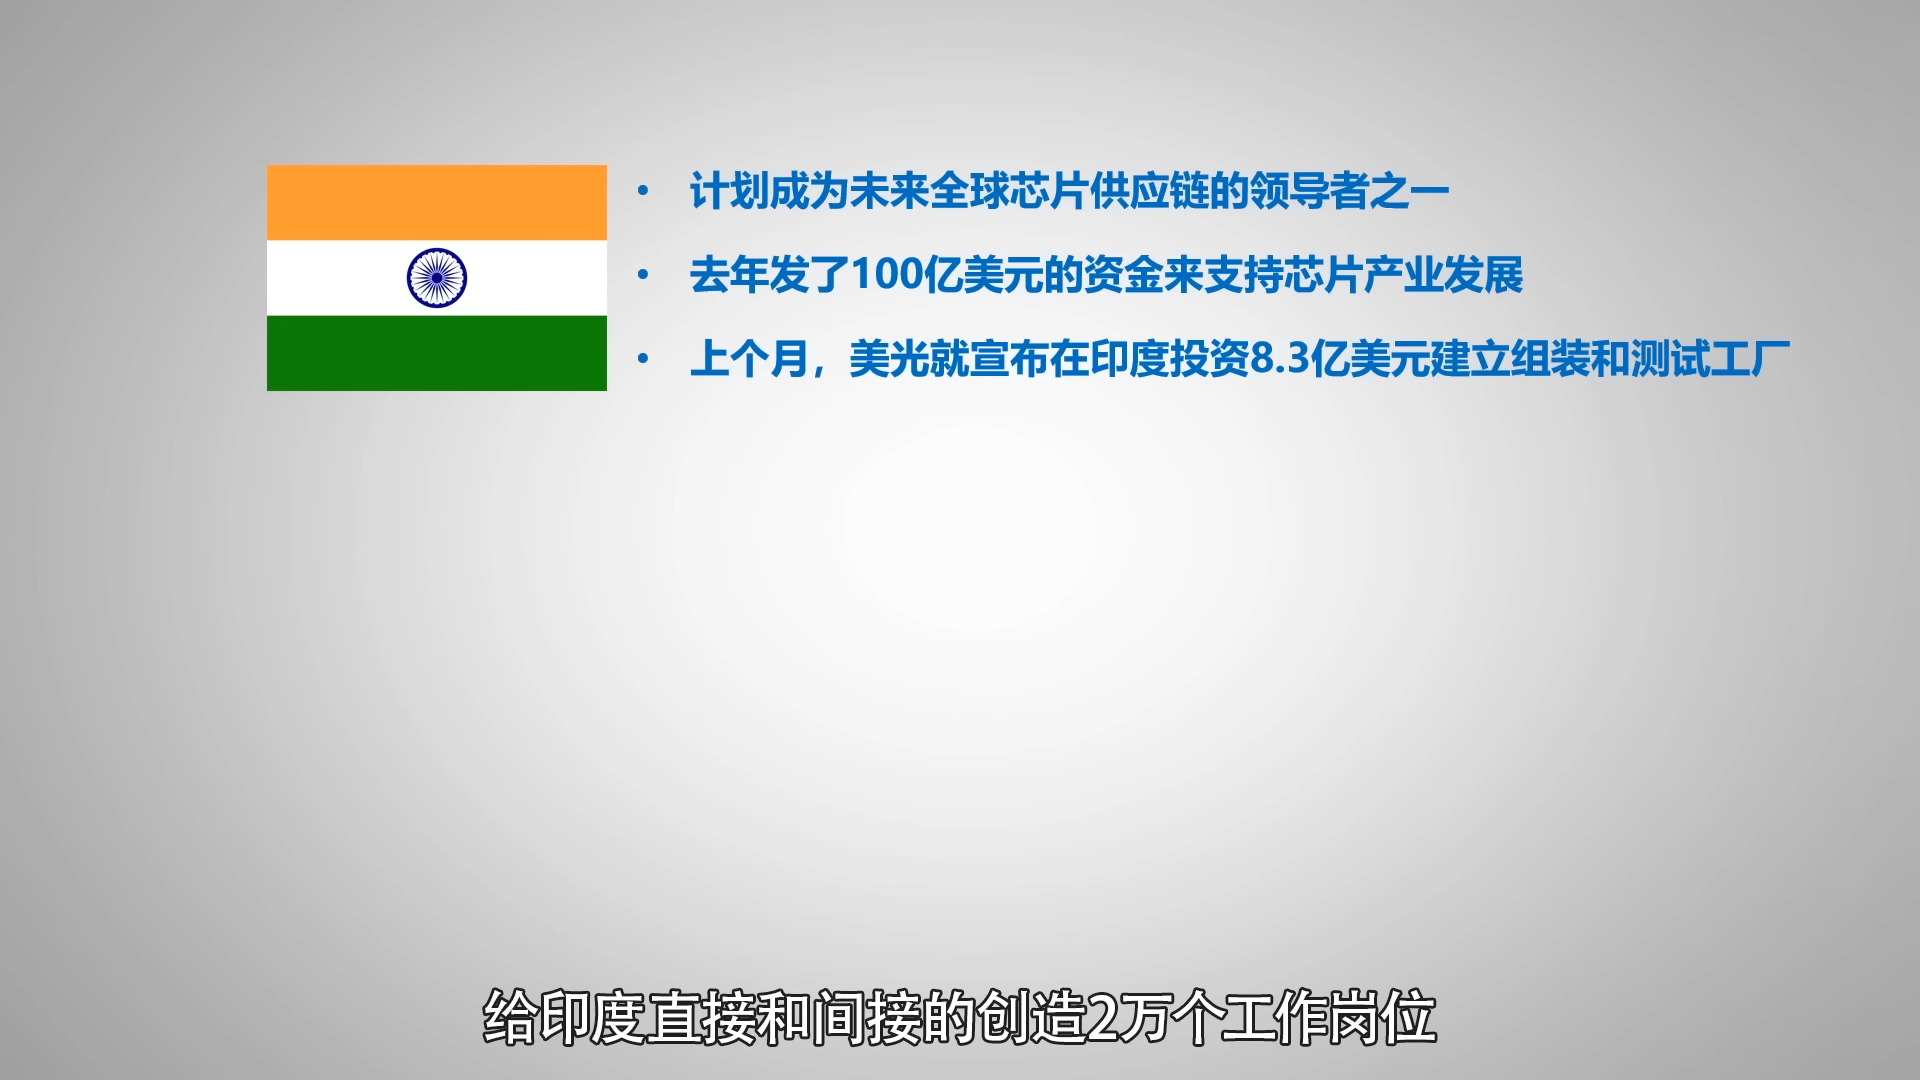 • 计划成为未来全球芯片供应链的领导者之一
• 去年发了100亿美元的资金来支持芯片产业发展
• 上个月，美光就宣布在印度投资8.3亿美元建立组装和测试工厂
给印度直接和间接的创造2万个工作岗位